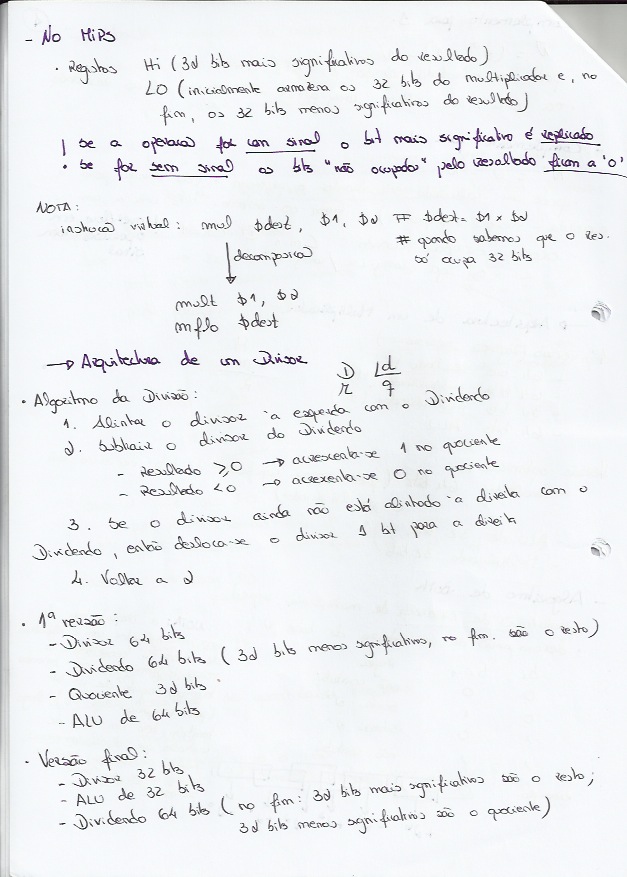 - No MIPS
• Registos Hi (32 bits mais significativos do resultado)
LO (inicialmente armazena os 32 bits do multiplicador e, no
fim, os 32 bits menos significativos do resultado)
| Se a operacao for com sinal o bit mais significativo é replicado
• Se for sem sinal os bits "não ocupados" pelo resultado ficam a '0'
NOTA:
instrucao virtual: mul $dest, $1, $2 # $dest = $1 x $2
# quando sabemos que o res.
só ocupa 32 bits
decomposicao
mult $1, $2
mflo $dest
→ Arquitectura de um Divisor
D |d
r q
• Algoritmo da Divisão:
1. Alinhar o divisor à esquerda com o Dividendo
2. Subtrair o divisor do Dividendo
- Resultado ≥0 → acrescenta-se 1 no quociente
- Resultado <0 → acrescenta-se 0 no quociente
3. Se o divisor ainda não está alinhado à direita com o
Dividendo, então desloca-se o divisor 1 bit para a direita
4. Voltar a 2
• 1ª versão:
- Divisor 64 bits
- Dividendo 64 bits (32 bits menos significativos, no fim. são o resto)
- Quociente 32 bits
- ALU de 64 bits
• Versão final:
- Divisor 32 bits
- ALU de 32 bits
- Dividendo 64 bits (no fim: 32 bits mais significativos são o resto;
32 bits menos significativos são o quociente)